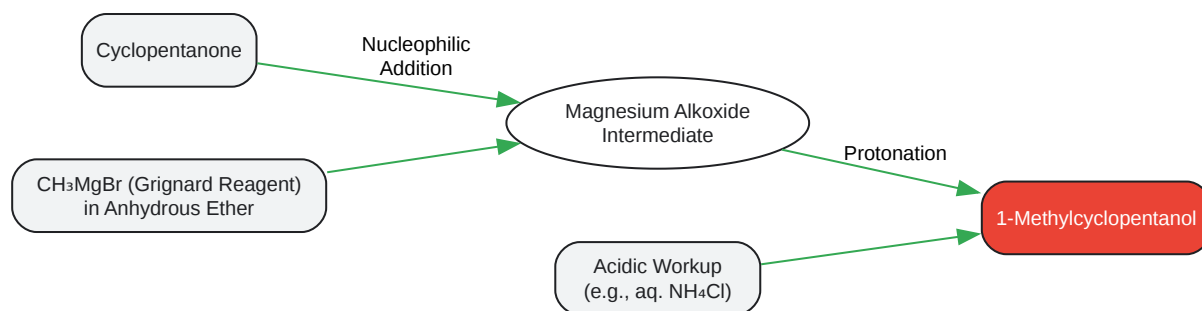 Cyclopentanone
Nucleophilic
Addition
CH₃MgBr (Grignard Reagent)
in Anhydrous Ether
Magnesium Alkoxide
Intermediate
Protonation
Acidic Workup
(e.g., aq. NH₄Cl)
1-Methylcyclopentanol